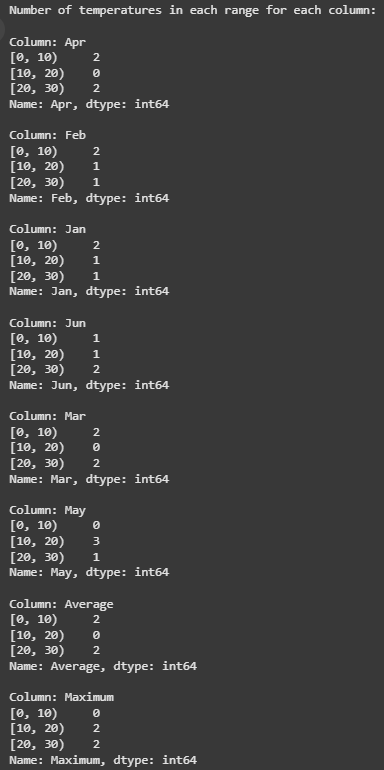 Number of temperatures in each range for each column:
Column: Apr
[0, 10)     2
[10, 20)    0
[20, 30)    2
Name: Apr, dtype: int64
Column: Feb
[0, 10)     2
[10, 20)    1
[20, 30)    1
Name: Feb, dtype: int64
Column: Jan
[0, 10)     2
[10, 20)    1
[20, 30)    1
Name: Jan, dtype: int64
Column: Jun
[0, 10)     1
[10, 20)    1
[20, 30)    2
Name: Jun, dtype: int64
Column: Mar
[0, 10)     2
[10, 20)    0
[20, 30)    2
Name: Mar, dtype: int64
Column: May
[0, 10)     0
[10, 20)    3
[20, 30)    1
Name: May, dtype: int64
Column: Average
[0, 10)     2
[10, 20)    0
[20, 30)    2
Name: Average, dtype: int64
Column: Maximum
[0, 10)     0
[10, 20)    2
[20, 30)    2
Name: Maximum, dtype: int64